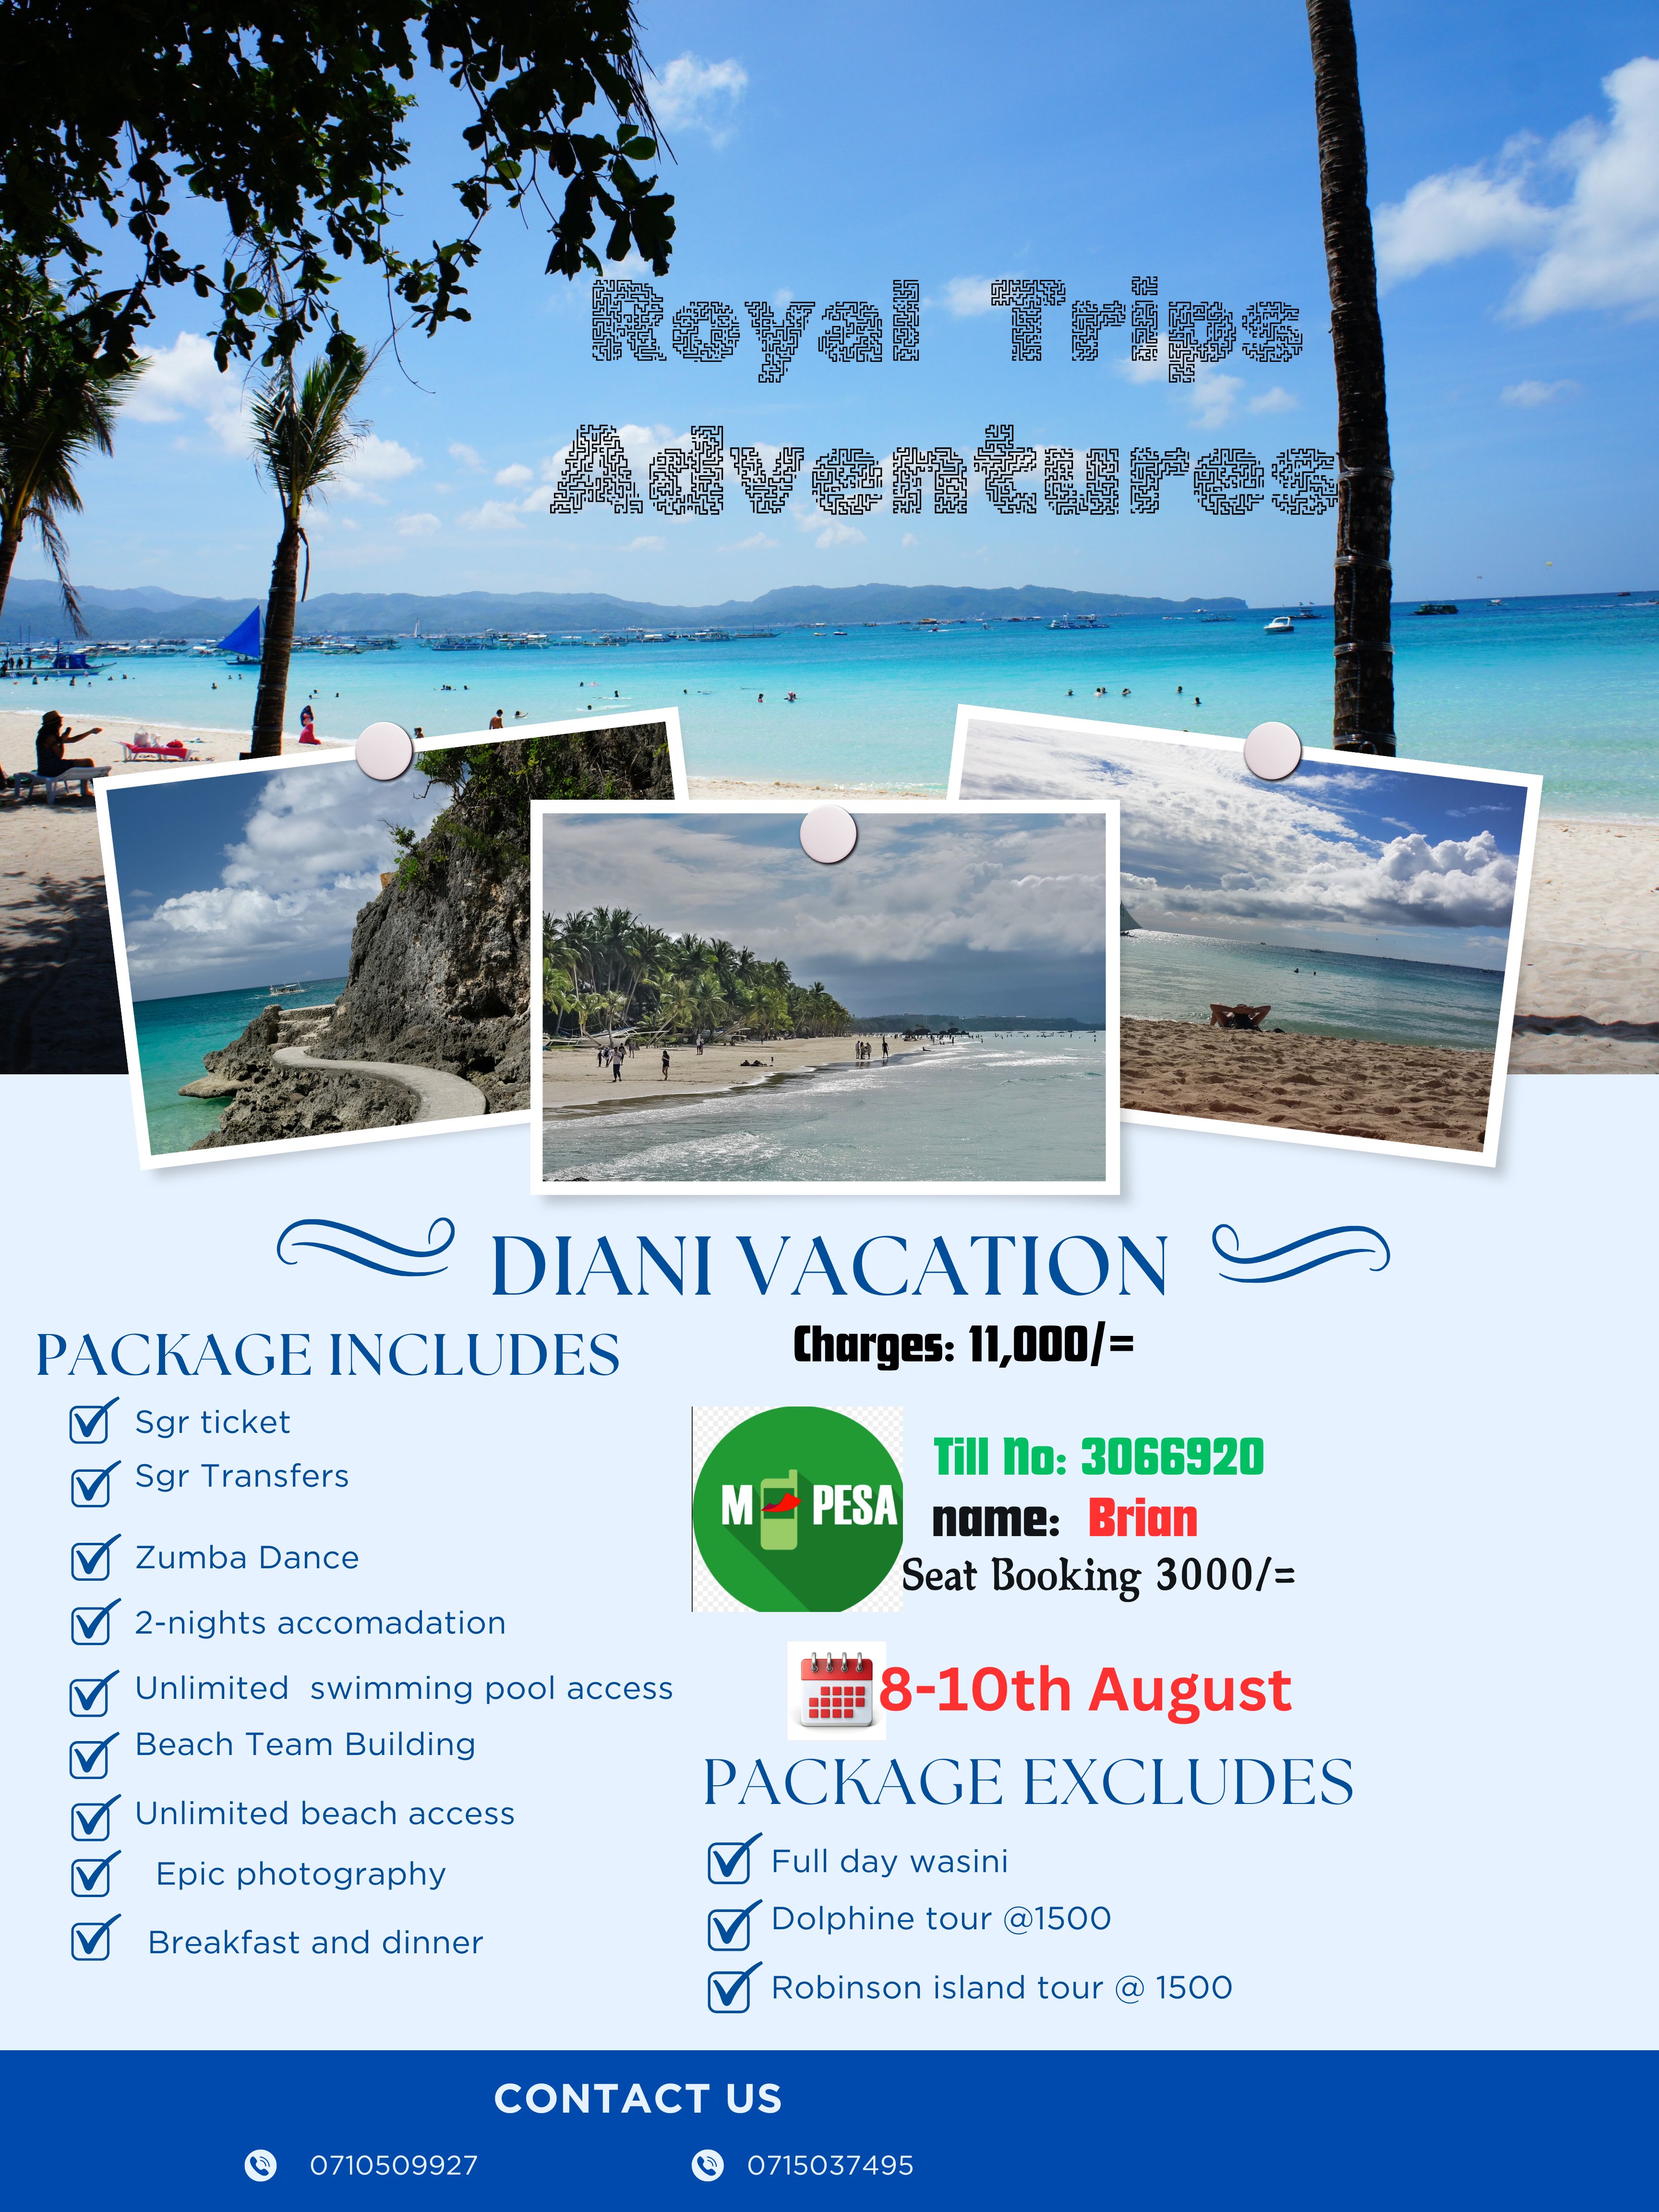 Royal Trips
Adventures
DIANI VACATION
PACKAGE INCLUDES
Sgr ticket
Sgr Transfers
Zumba Dance
2-nights accomadation
Unlimited swimming pool access
Beach Team Building
Unlimited beach access
Epic photography
Breakfast and dinner
Charges: 11,000/=
M PESA
Till No: 3066920
name: Brian
Seat Booking 3000/=
8-10th August
PACKAGE EXCLUDES
Full day wasini
Dolphine tour @1500
Robinson island tour @ 1500
CONTACT US
0710509927
0715037495